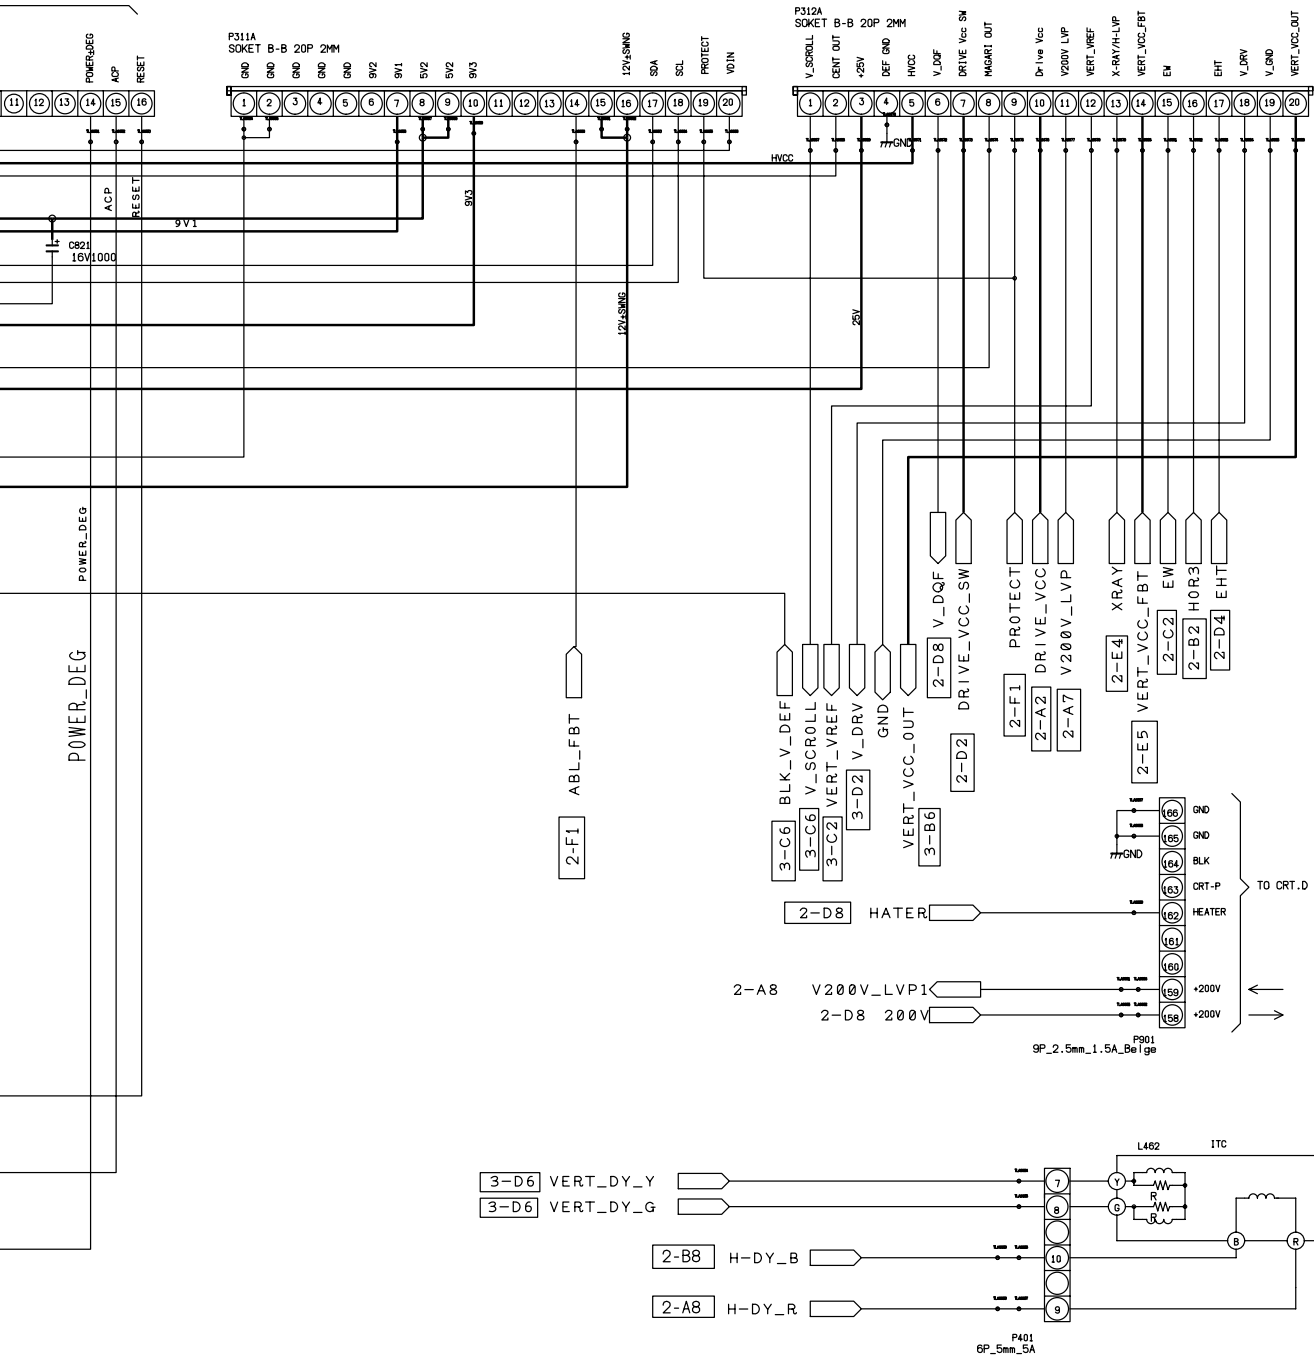 P311A
SOKET B-B 20P 2MM
P312A
SOKET B-B 20P 2MM
POWER±DEG
ACP
RESET
GND
GND
GND
GND
GND
9V2
9V1
5V2
5V2
9V3
12V±SWNG
SDA
SCL
PROTECT
VDIN
V_SCROLL
CENT OUT
+25V
DEF GND
HVCC
V_DQF
DRIVE Vcc SW
MAGARI OUT
Drive Vcc
V200V LVP
VERT_VREF
X-RAY/H-LVP
VERT_VCC_FBT
EW
EHT
V_DRV
V_GND
VERT_VCC_OUT
11 12 13 14 15 16
1 2 3 4 5 6 7 8 9 10 11 12 13 14 15 16 17 18 19 20
1 2 3 4 5 6 7 8 9 10 11 12 13 14 15 16 17 18 19 20
GND
HVCC
ACP
RESET
9V3
9V1
C821
16V1000
+
12V±SWNG
25V
POWER_DEG
POWER_DEG
ABL_FBT
2-F1
BLK_V_DEF
3-C6
V_SCROLL
3-C6
VERT_VREF
3-C2
V_DRV
3-D2
GND
VERT_VCC_OUT
3-B6
V_DQF
2-D8
DRIVE_VCC_SW
2-D2
PROTECT
2-F1
DRIVE_VCC
2-A2
V200V_LVP
2-A7
XRAY
2-E4
VERT_VCC_FBT
2-E5
EW
2-C2
HOR3
2-B2
EHT
2-D4
166 GND
165 GND
GND
164 BLK
163 CRT-P
TO CRT.D
2-D8 HATER 162 HEATER
161
160
2-A8 V200V_LVP1 159 +200V
2-D8 200V 158 +200V
P901
9P_2.5mm_1.5A_Beige
L462 ITC
3-D6 VERT_DY_Y 7 Y
R
3-D6 VERT_DY_G 8 G
R
B R
2-B8 H-DY_B 10
2-A8 H-DY_R 9
P401
6P_5mm_5A